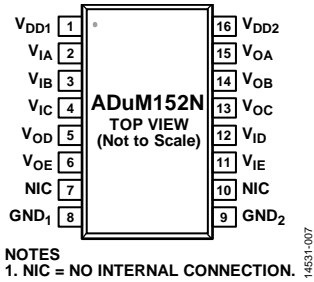 VDD1 1 16 VDD2
VIA 2 15 VOA
VIB 3 14 VOB
VIC 4 ADuM152N 13 VOC
TOP VIEW
VOD 5 (Not to Scale) 12 VID
VOE 6 11 VIE
NIC 7 10 NIC
GND1 8 9 GND2
NOTES
1. NIC = NO INTERNAL CONNECTION.
14531-007